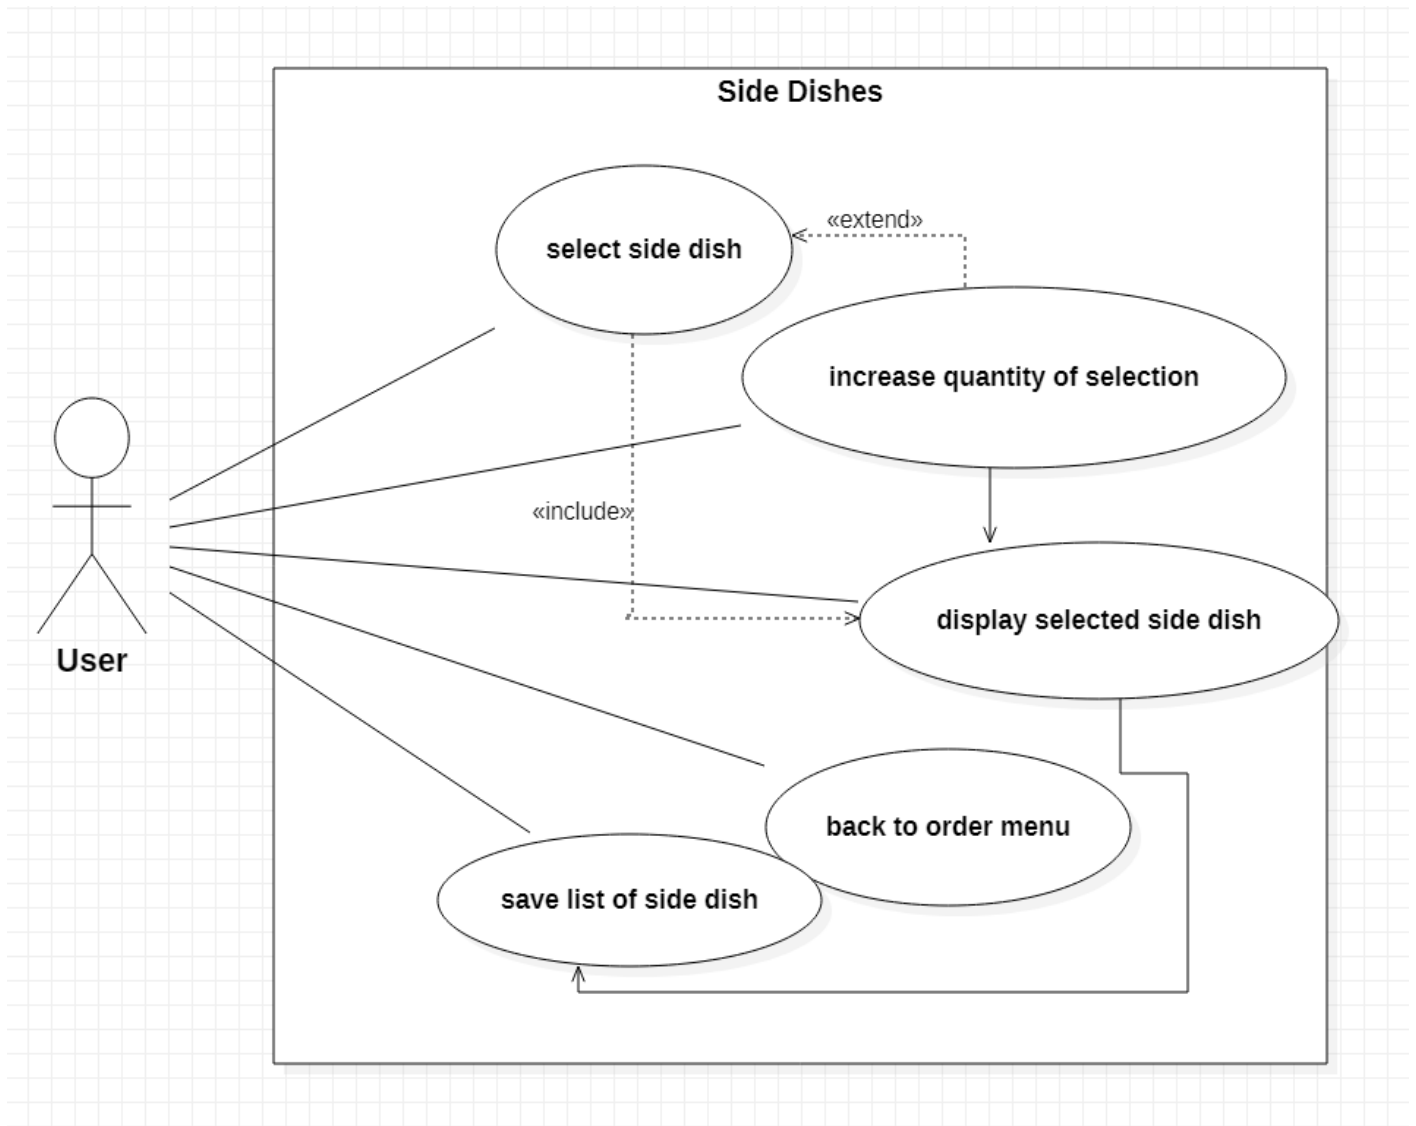 Side Dishes
select side dish
«extend»
increase quantity of selection
«include»
display selected side dish
User
back to order menu
save list of side dish